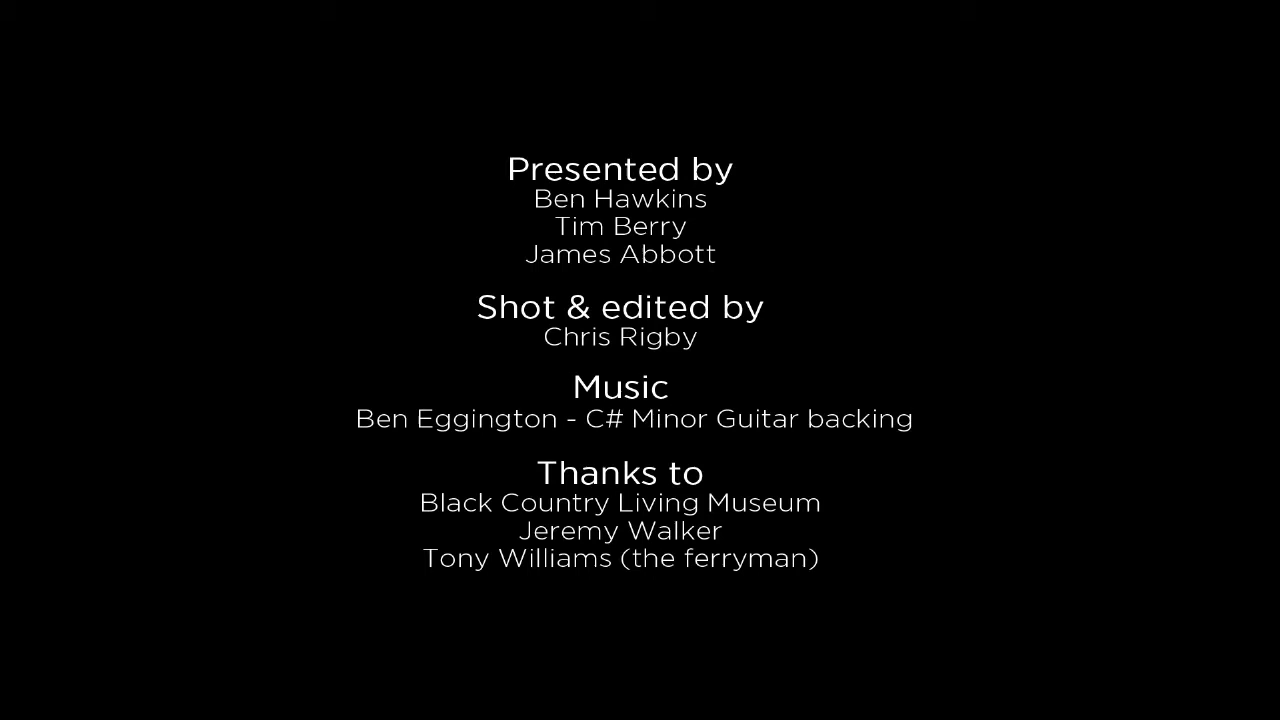 Presented by
Ben Hawkins
Tim Berry
James Abbott
Shot & edited by
Chris Rigby
Music
Ben Eggington - C# Minor Guitar backing
Thanks to
Black Country Living Museum
Jeremy Walker
Tony Williams (the ferryman)